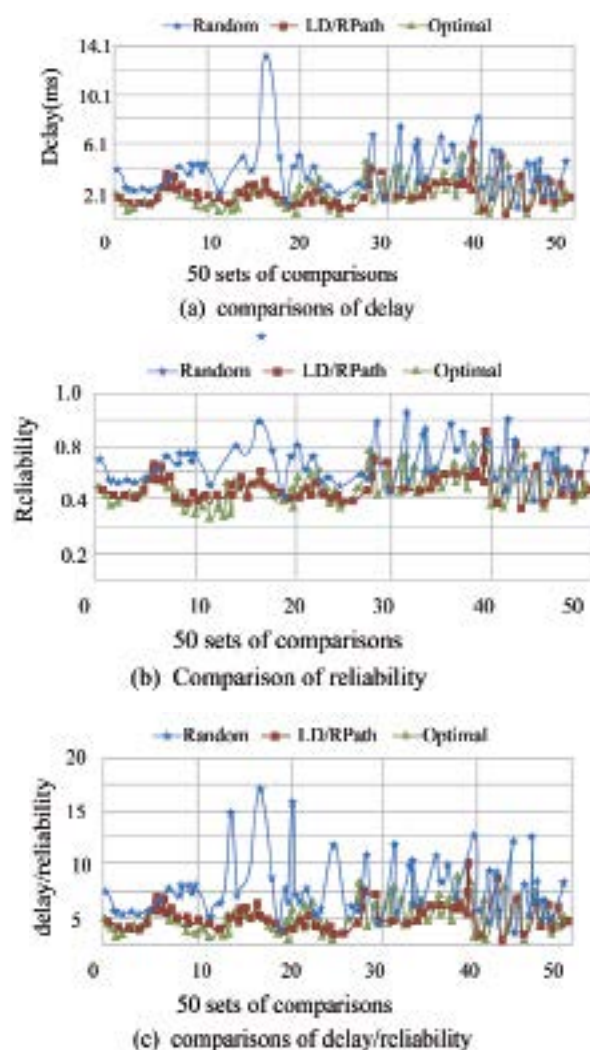 Random LD/RPath Optimal
14.1
10.1
6.1
2.1
Delay(ms)
0 10 20 30 40 50
50 sets of comparisons
(a) comparisons of delay
Random LD/RPath Optimal
1.0
0.8
0.4
0.2
Reliability
0 10 20 30 40 50
50 sets of comparisons
(b) Comparison of reliability
Random LD/RPath Optimal
20
15
10
5
delay/reliability
0 10 20 30 40 50
50 sets of comparisons
(c) comparisons of delay/reliability